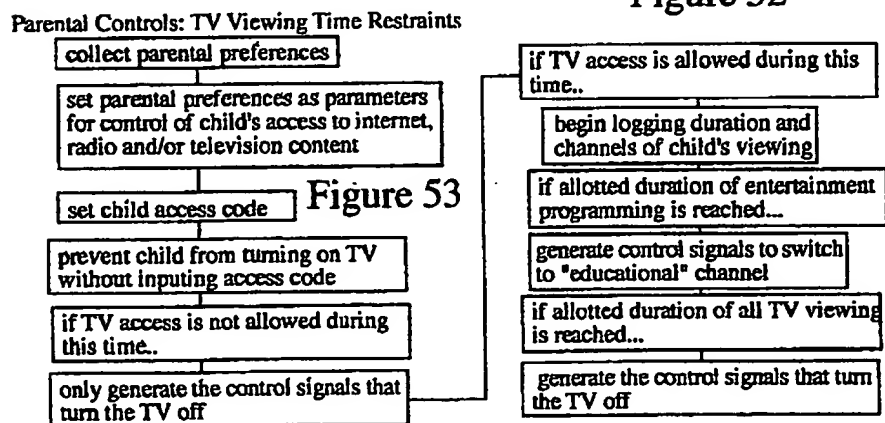 Figure 52
Parental Controls: TV Viewing Time Restraints
collect parental preferences
set parental preferences as parameters
for control of child's access to internet,
radio and/or television content
set child access code
Figure 53
prevent child from turning on TV
without inputing access code
if TV access is not allowed during
this time..
only generate the control signals that
turn the TV off
if TV access is allowed during this
time..
begin logging duration and
channels of child's viewing
if allotted duration of entertainment
programming is reached...
generate control signals to switch
to "educational" channel
if allotted duration of all TV viewing
is reached...
generate the control signals that turn
the TV off